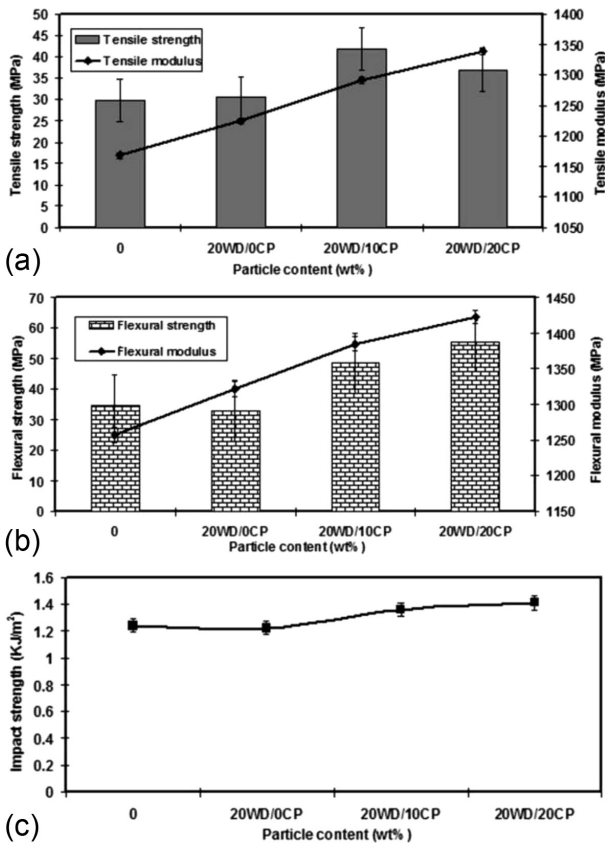 50
45
40
35
30
25
20
15
10
5
0
Tensile strength (MPa)
Tensile strength
Tensile modulus
1400
1350
1300
1250
1200
1150
1100
1050
Tensile modulus (MPa)
0 20WD/0CP 20WD/10CP 20WD/20CP
Particle content (wt% )
(a)
70
60
50
40
30
20
10
0
Flexural strength (MPa)
Flexural strength
Flexural modulus
1450
1400
1350
1300
1250
1200
1150
Flexural modulus (MPa)
0 20WD/0CP 20WD/10CP 20WD/20CP
Particle content (wt%)
(b)
1.6
1.4
1.2
1
0.8
0.6
0.4
0.2
0
Impact strength (KJ/m²)
0 20WD/0CP 20WD/10CP 20WD/20CP
Particle content (wt%)
(c)